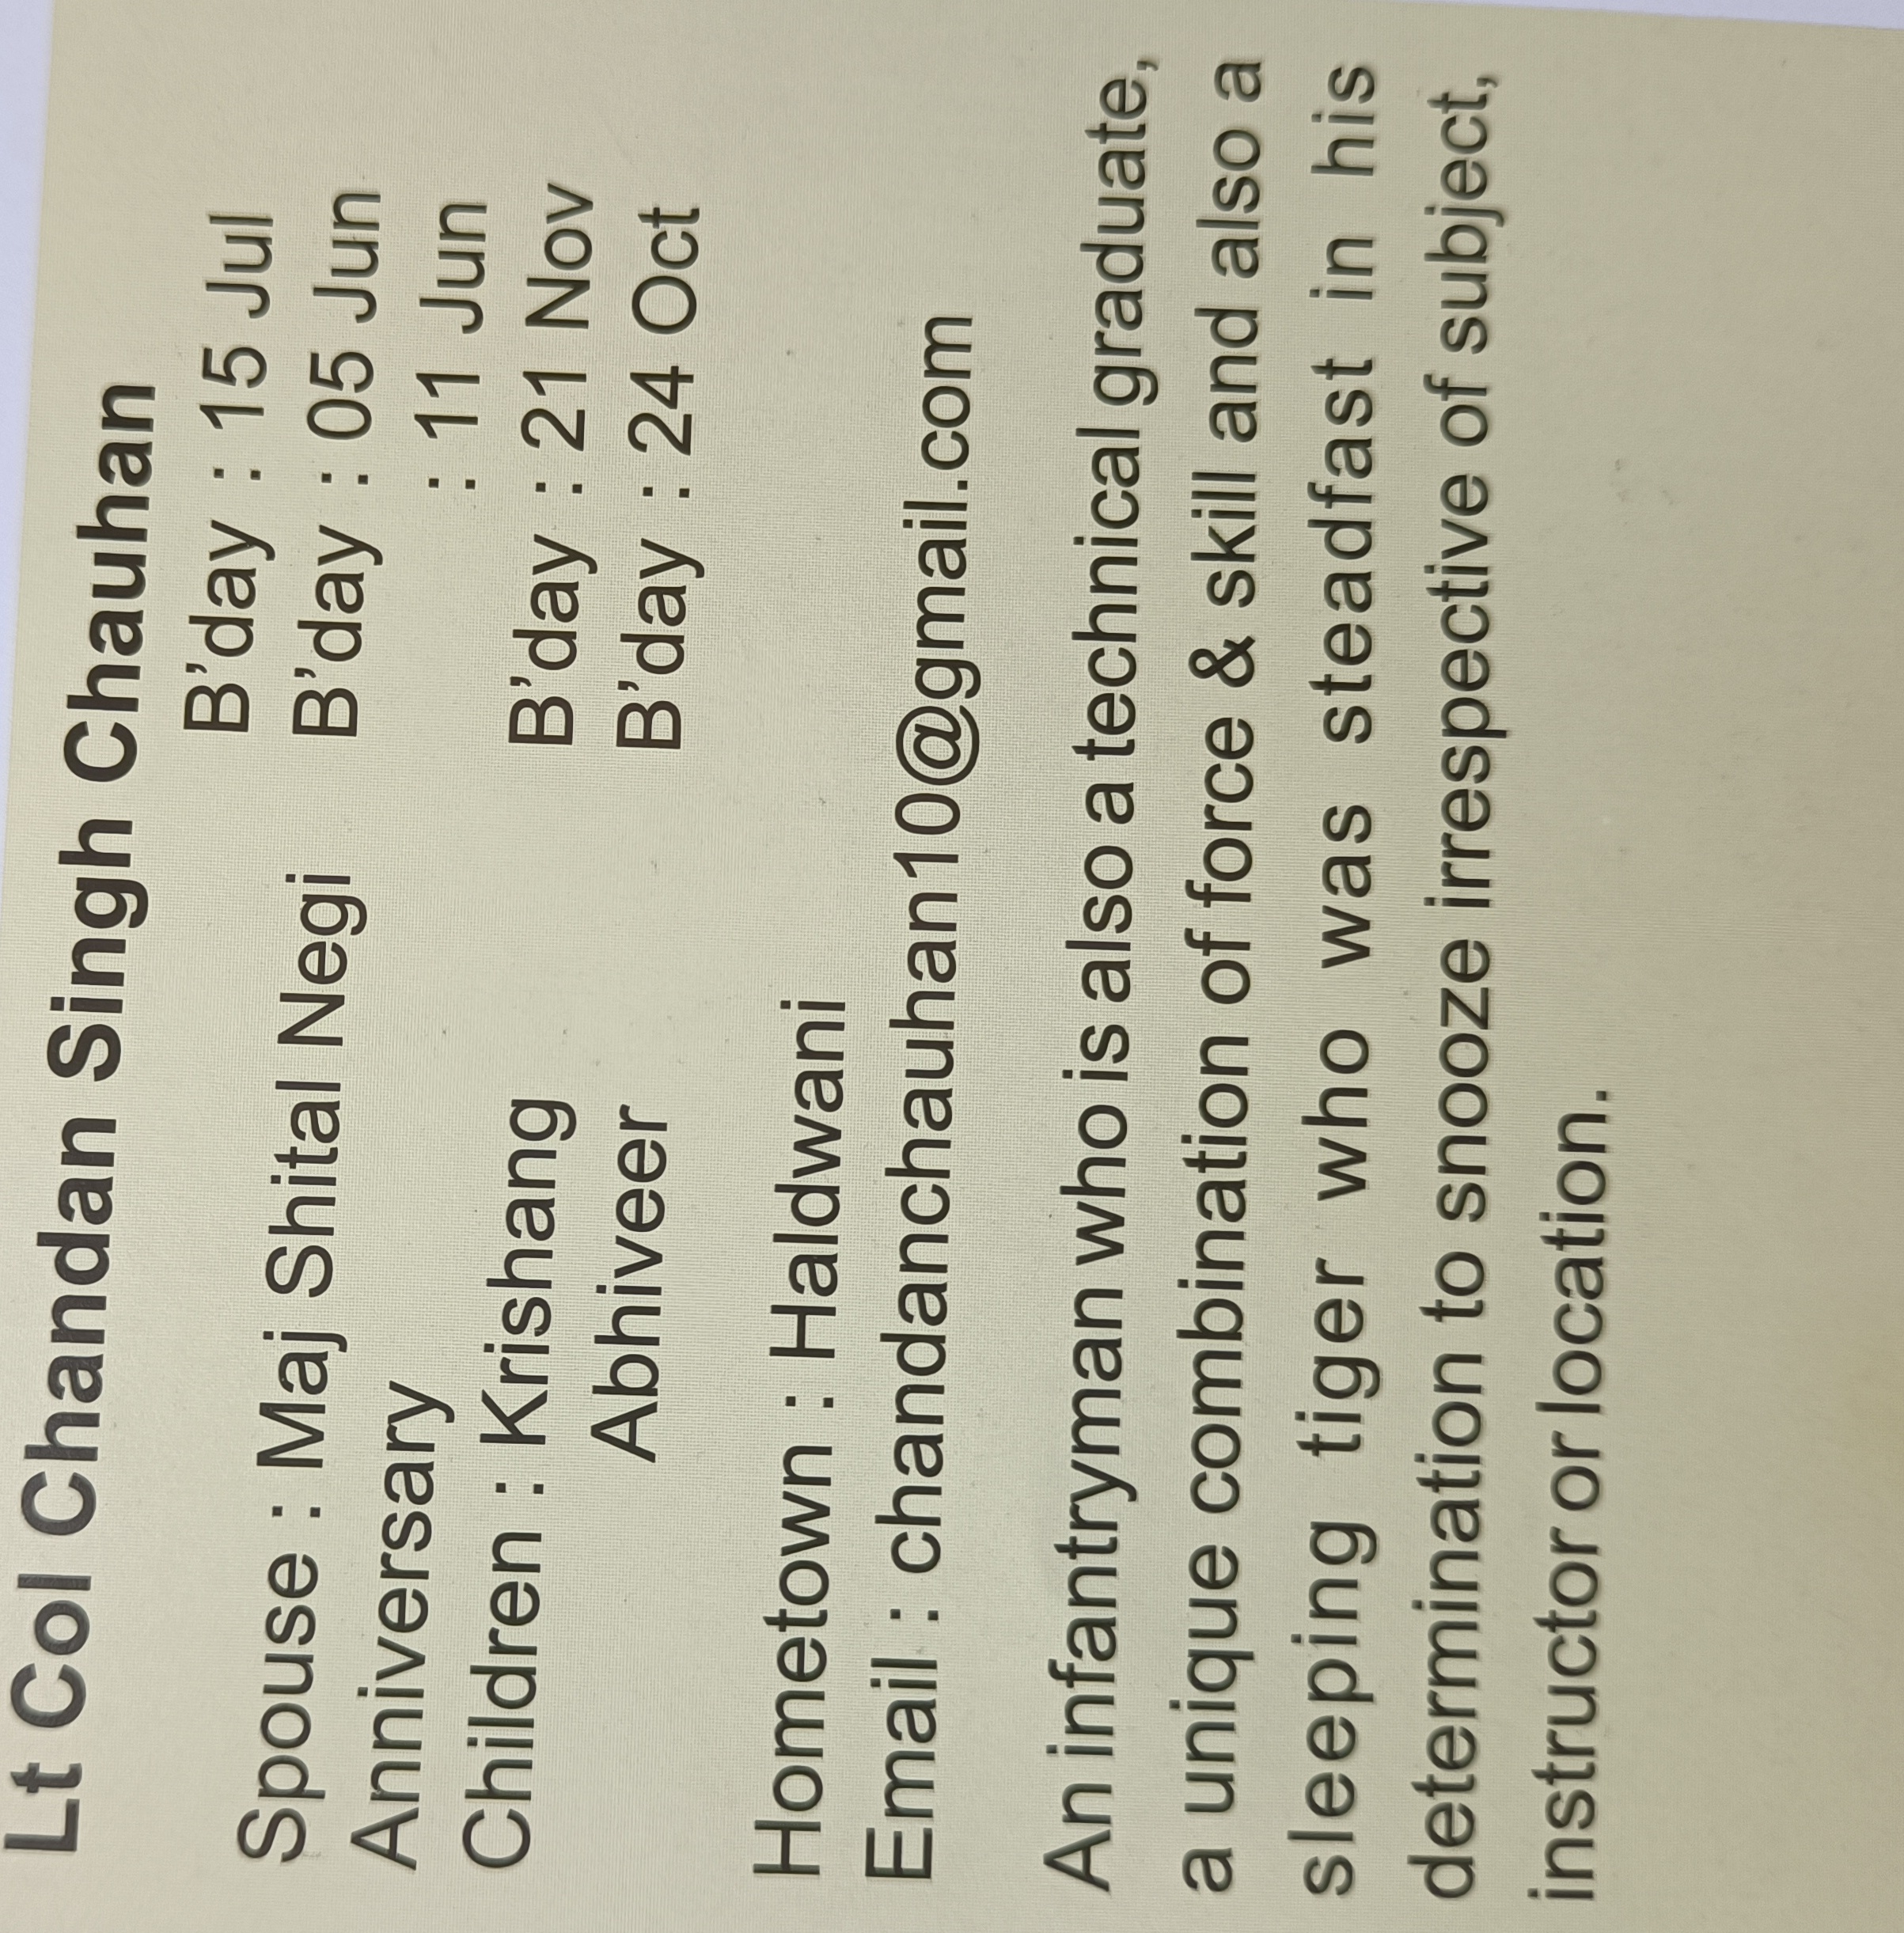 Lt Col Chandan Singh Chauhan
B'day : 15 Jul
Spouse : Maj Shital Negi B'day : 05 Jun
Anniversary : 11 Jun
Children : Krishang B'day : 21 Nov
Abhiveer B'day : 24 Oct
Hometown : Haldwani
Email : chandanchauhan10@gmail.com
An infantryman who is also a technical graduate,
a unique combination of force & skill and also a
sleeping tiger who was steadfast in his
determination to snooze irrespective of subject,
instructor or location.